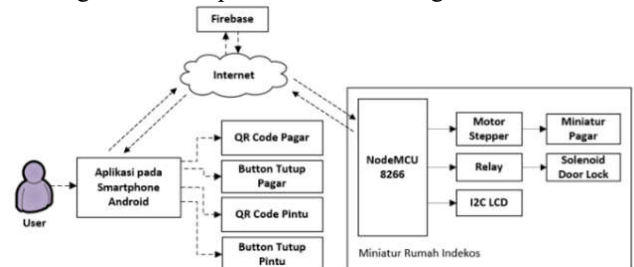 Firebase
Internet
QR Code Pagar
Aplikasi pada
Smartphone
Android
Button Tutup
Pagar
QR Code Pintu
Button Tutup
Pintu
User
NodeMCU
8266
Motor
Stepper
Miniatur
Pagar
Relay
Solenoid
Door Lock
I2C LCD
Miniatur Rumah Indekos